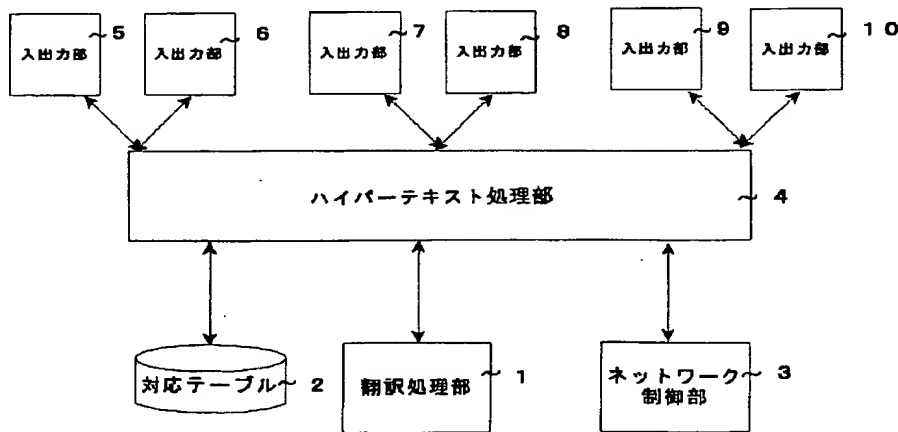 入出力部 ~ 5
入出力部 ~ 6
入出力部 ~ 7
入出力部 ~ 8
入出力部 ~ 9
入出力部 ~ 10
ハイパーテキスト処理部 ~ 4
対応テーブル ~ 2
翻訳処理部 ~ 1
ネットワーク ~ 3
制御部